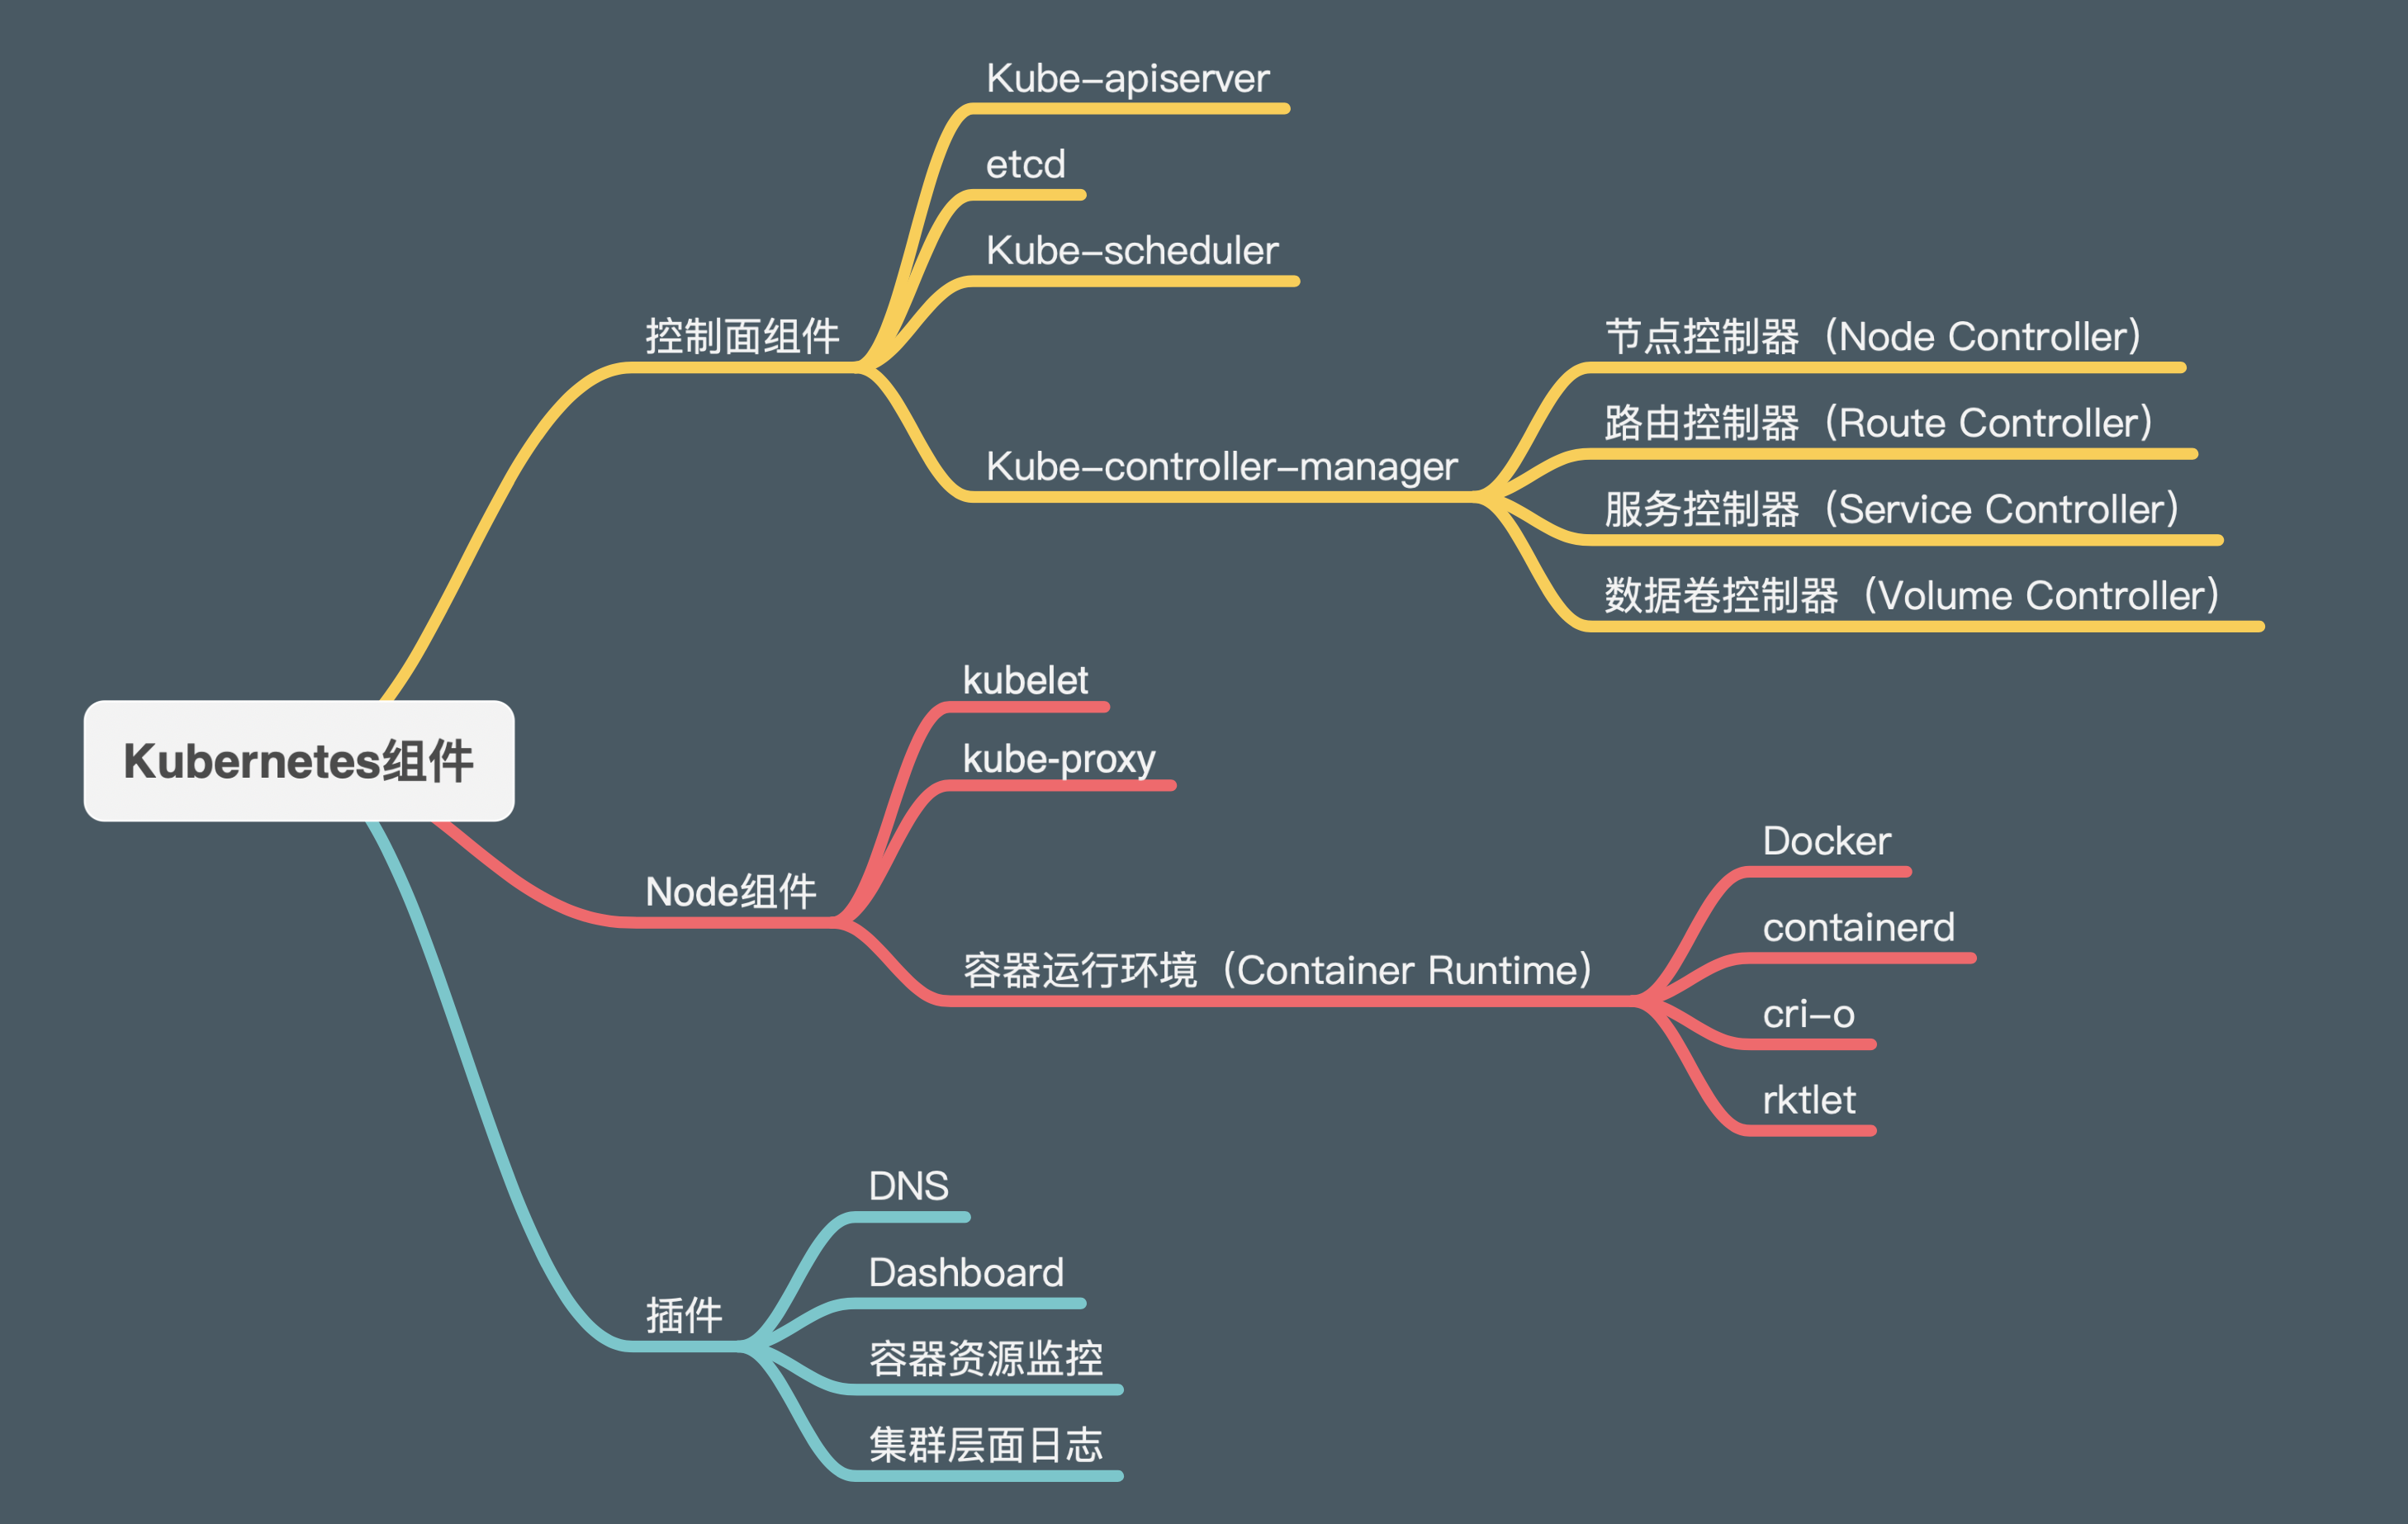 Kubernetes组件
控制面组件
Kube-apiserver
etcd
Kube-scheduler
Kube-controller-manager
节点控制器（Node Controller）
路由控制器（Route Controller）
服务控制器（Service Controller）
数据卷控制器（Volume Controller）
Node组件
kubelet
kube-proxy
容器运行环境（Container Runtime）
Docker
containerd
cri-o
rktlet
插件
DNS
Dashboard
容器资源监控
集群层面日志